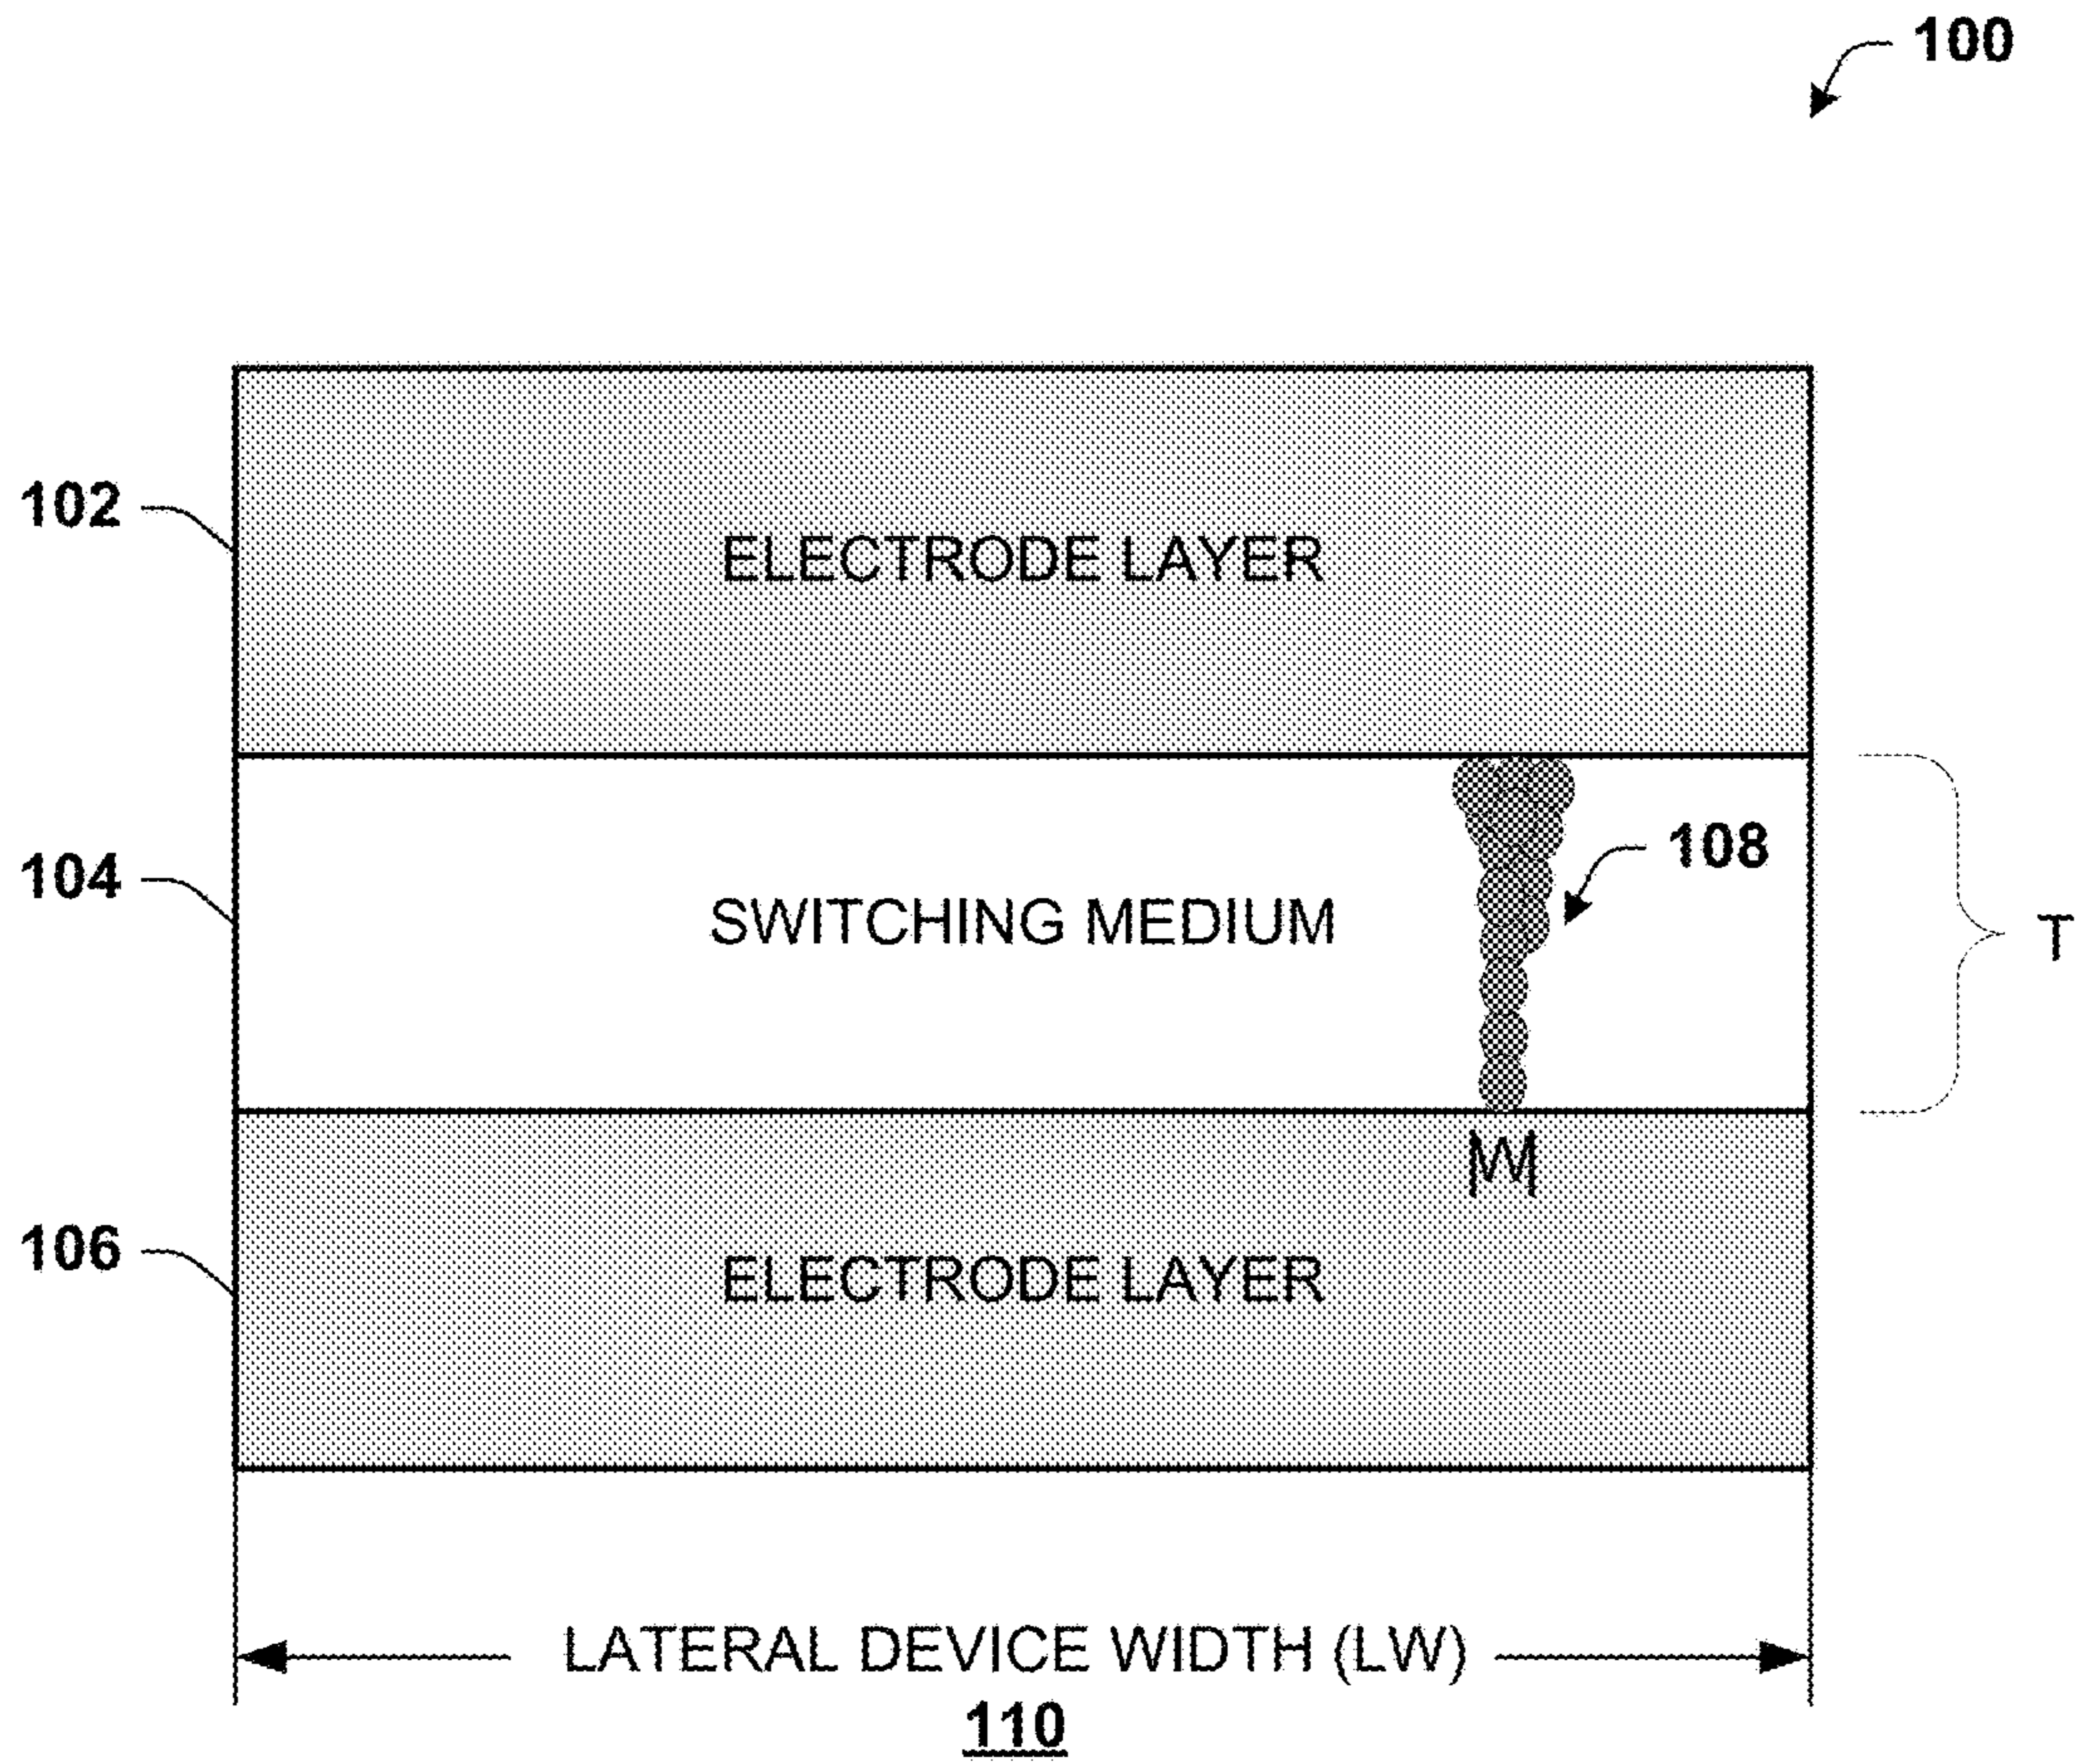 100
102
ELECTRODE LAYER
104
SWITCHING MEDIUM
108
T
W
106
ELECTRODE LAYER
LATERAL DEVICE WIDTH (LW)
110